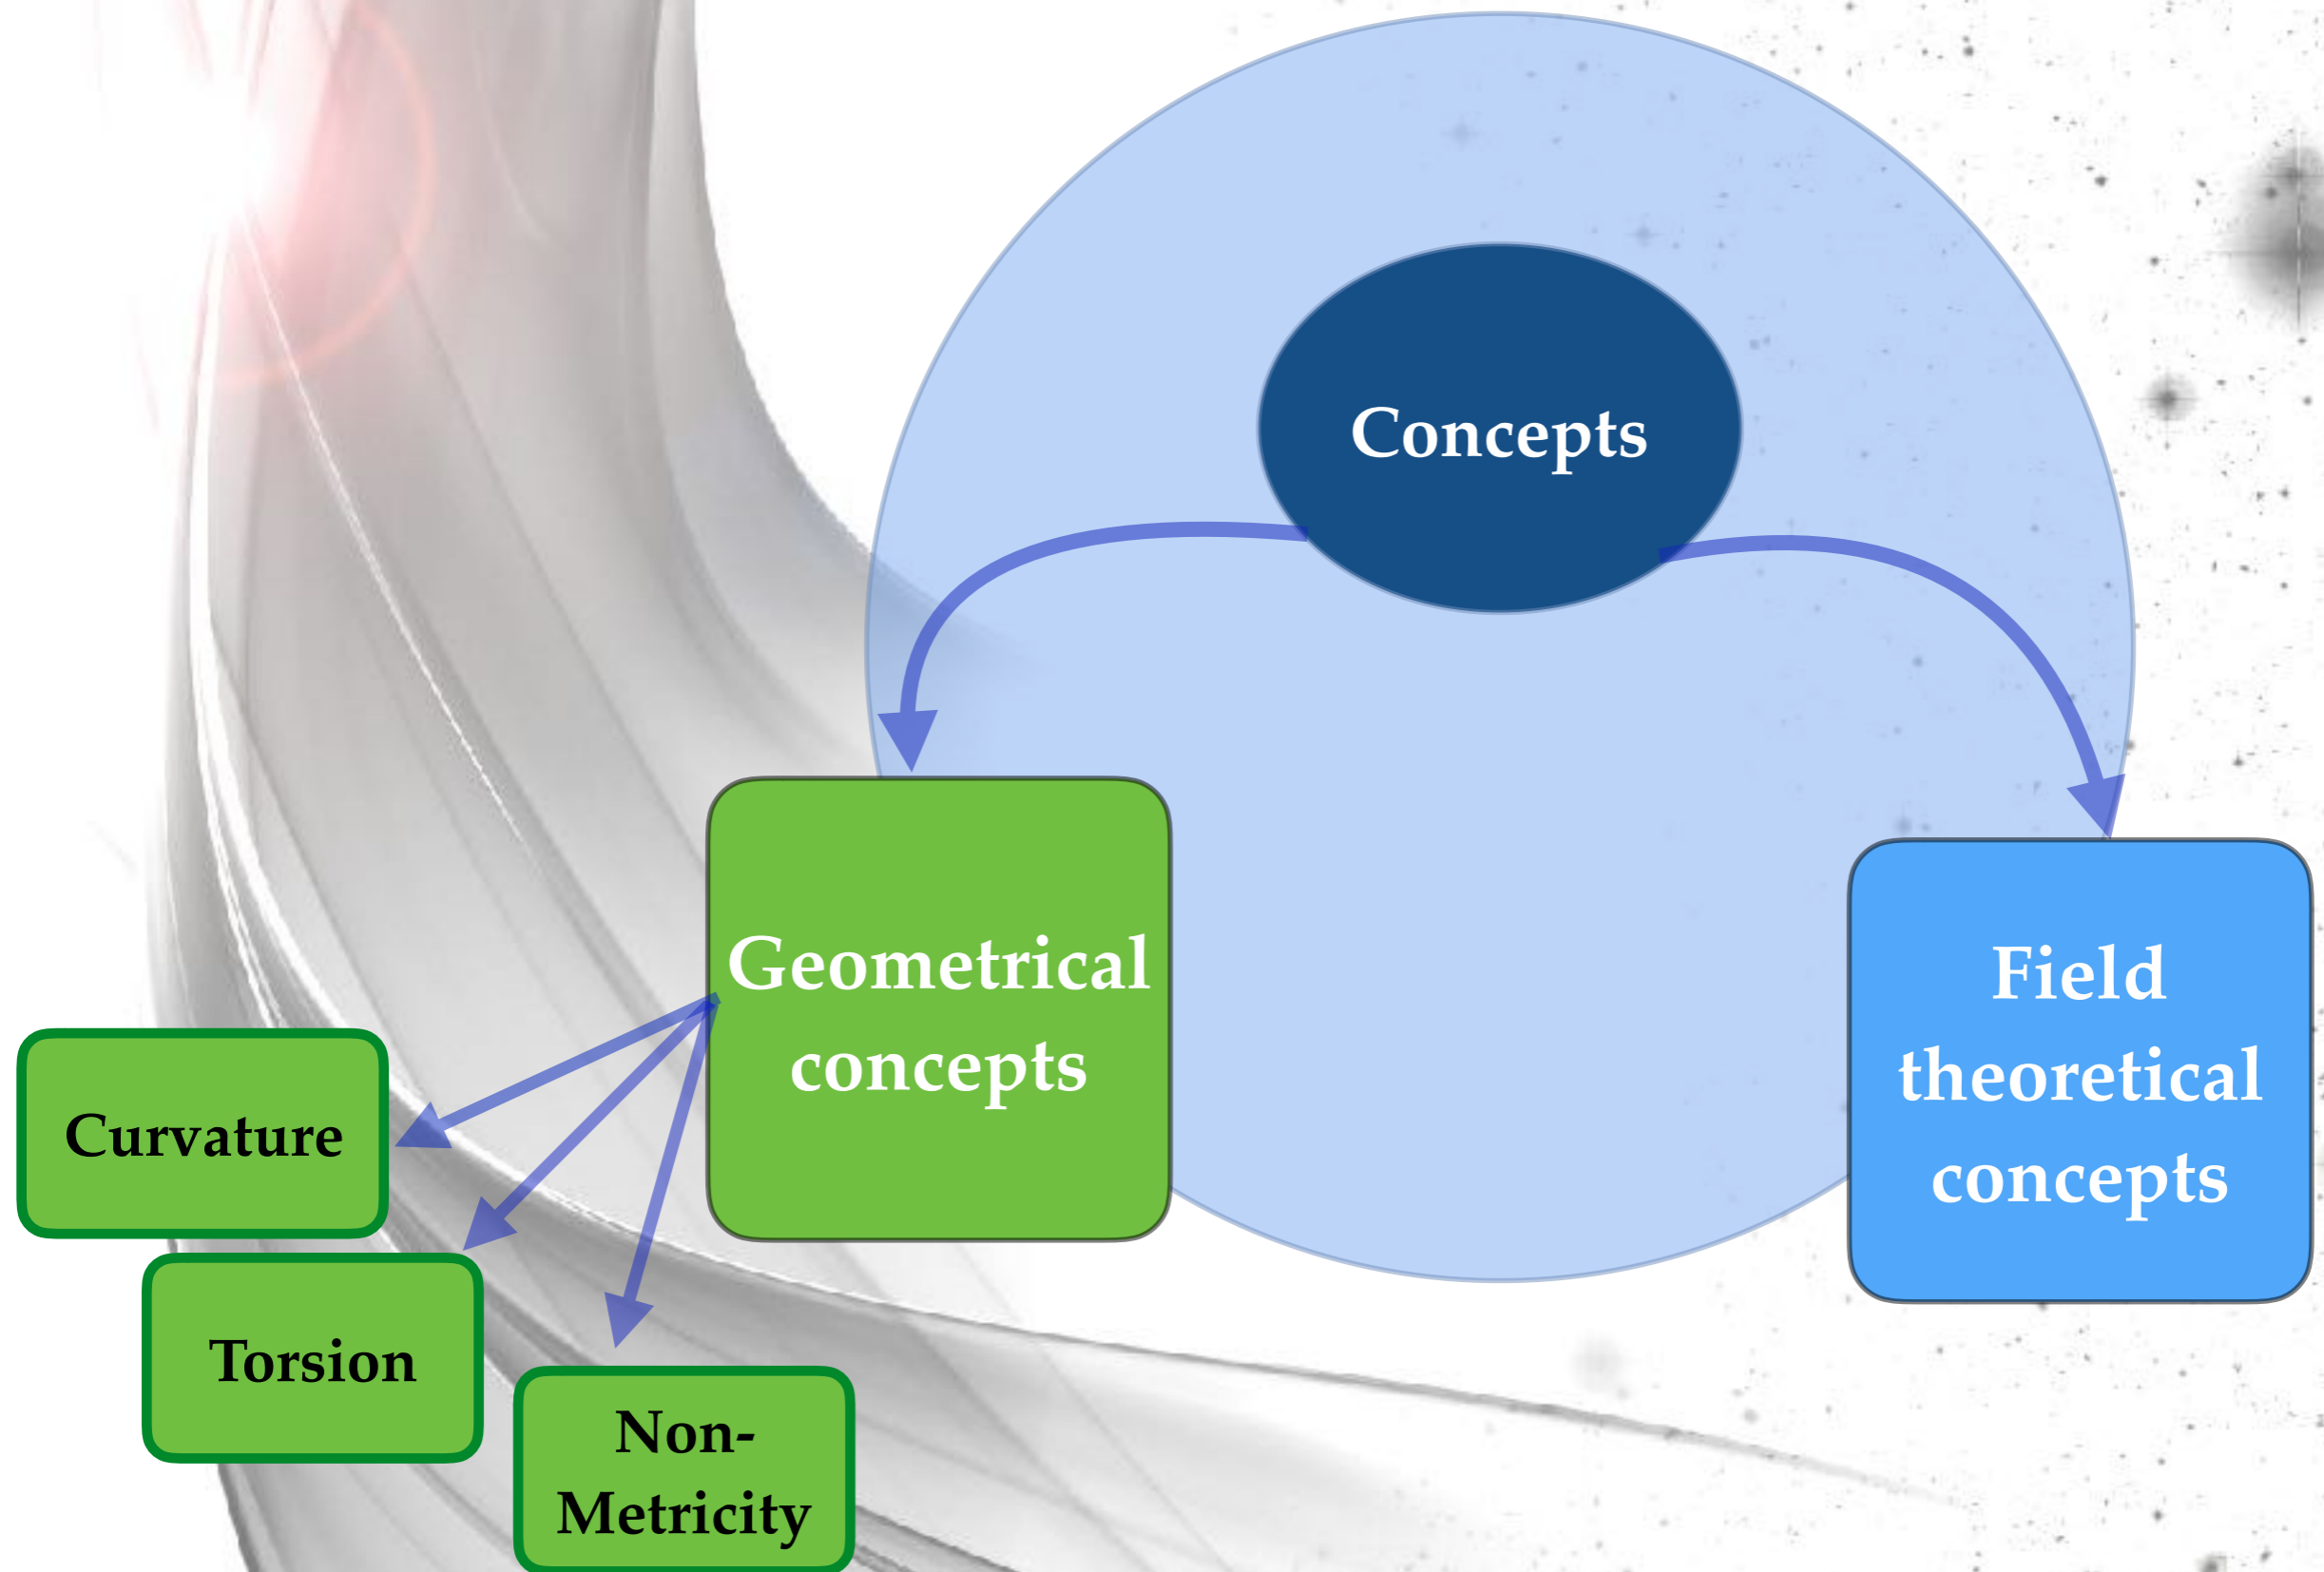 Concepts
Geometrical
concepts
Field
theoretical
concepts
Curvature
Torsion
Non-
Metricity